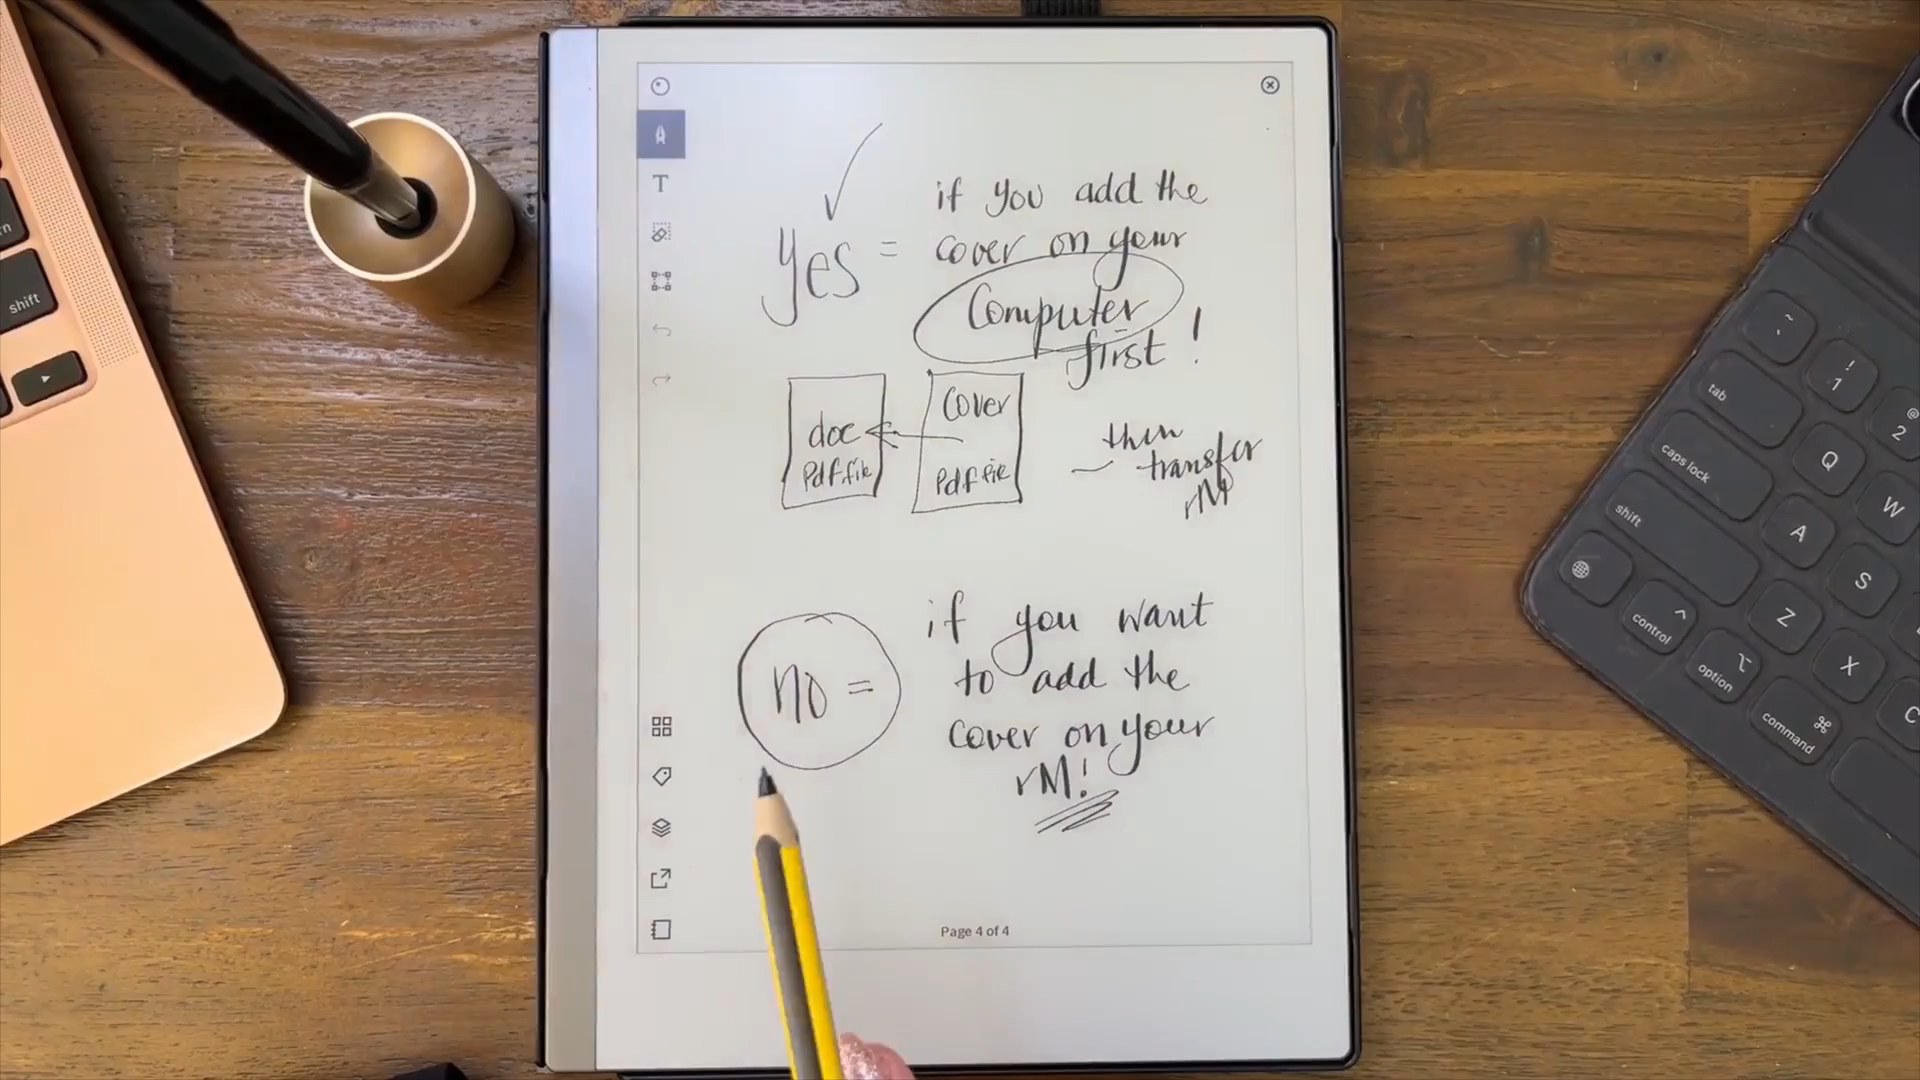 yes = if you add the
cover on your
Computer
first !
doc
Pdf.file
Cover
Pdf file
then
transfer
rM
no = if you want
to add the
cover on your
rM!
Page 4 of 4
T
shift
~
`
!
1
@
2
tab
Q
W
caps lock
A
S
shift
Z
X
C
^
control
⌥
option
⌘
command